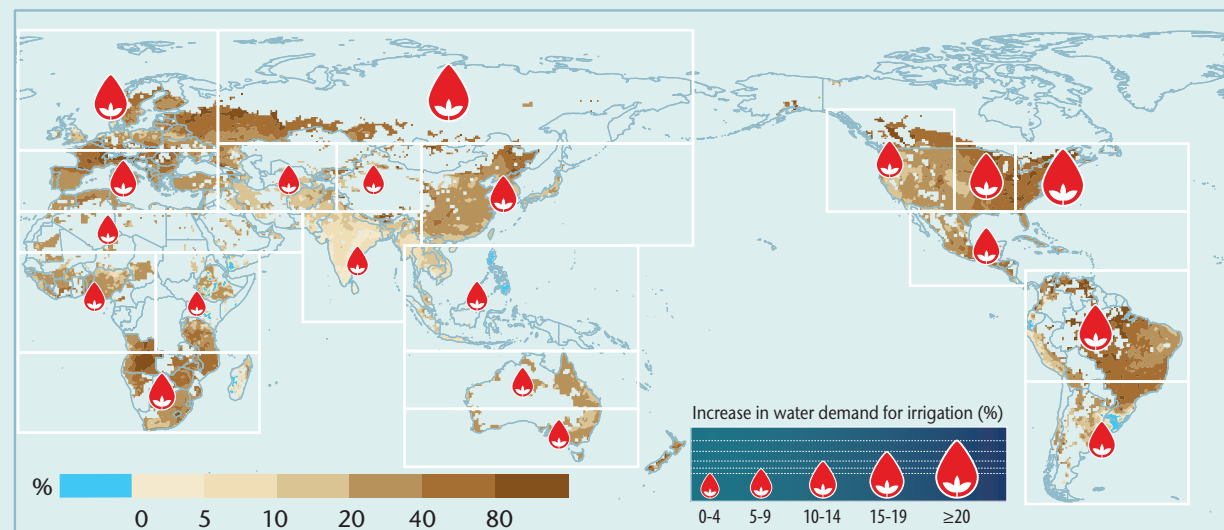 Increase in water demand for irrigation (%)
0-4 5-9 10-14 15-19 ≥20
%
0 5 10 20 40 80